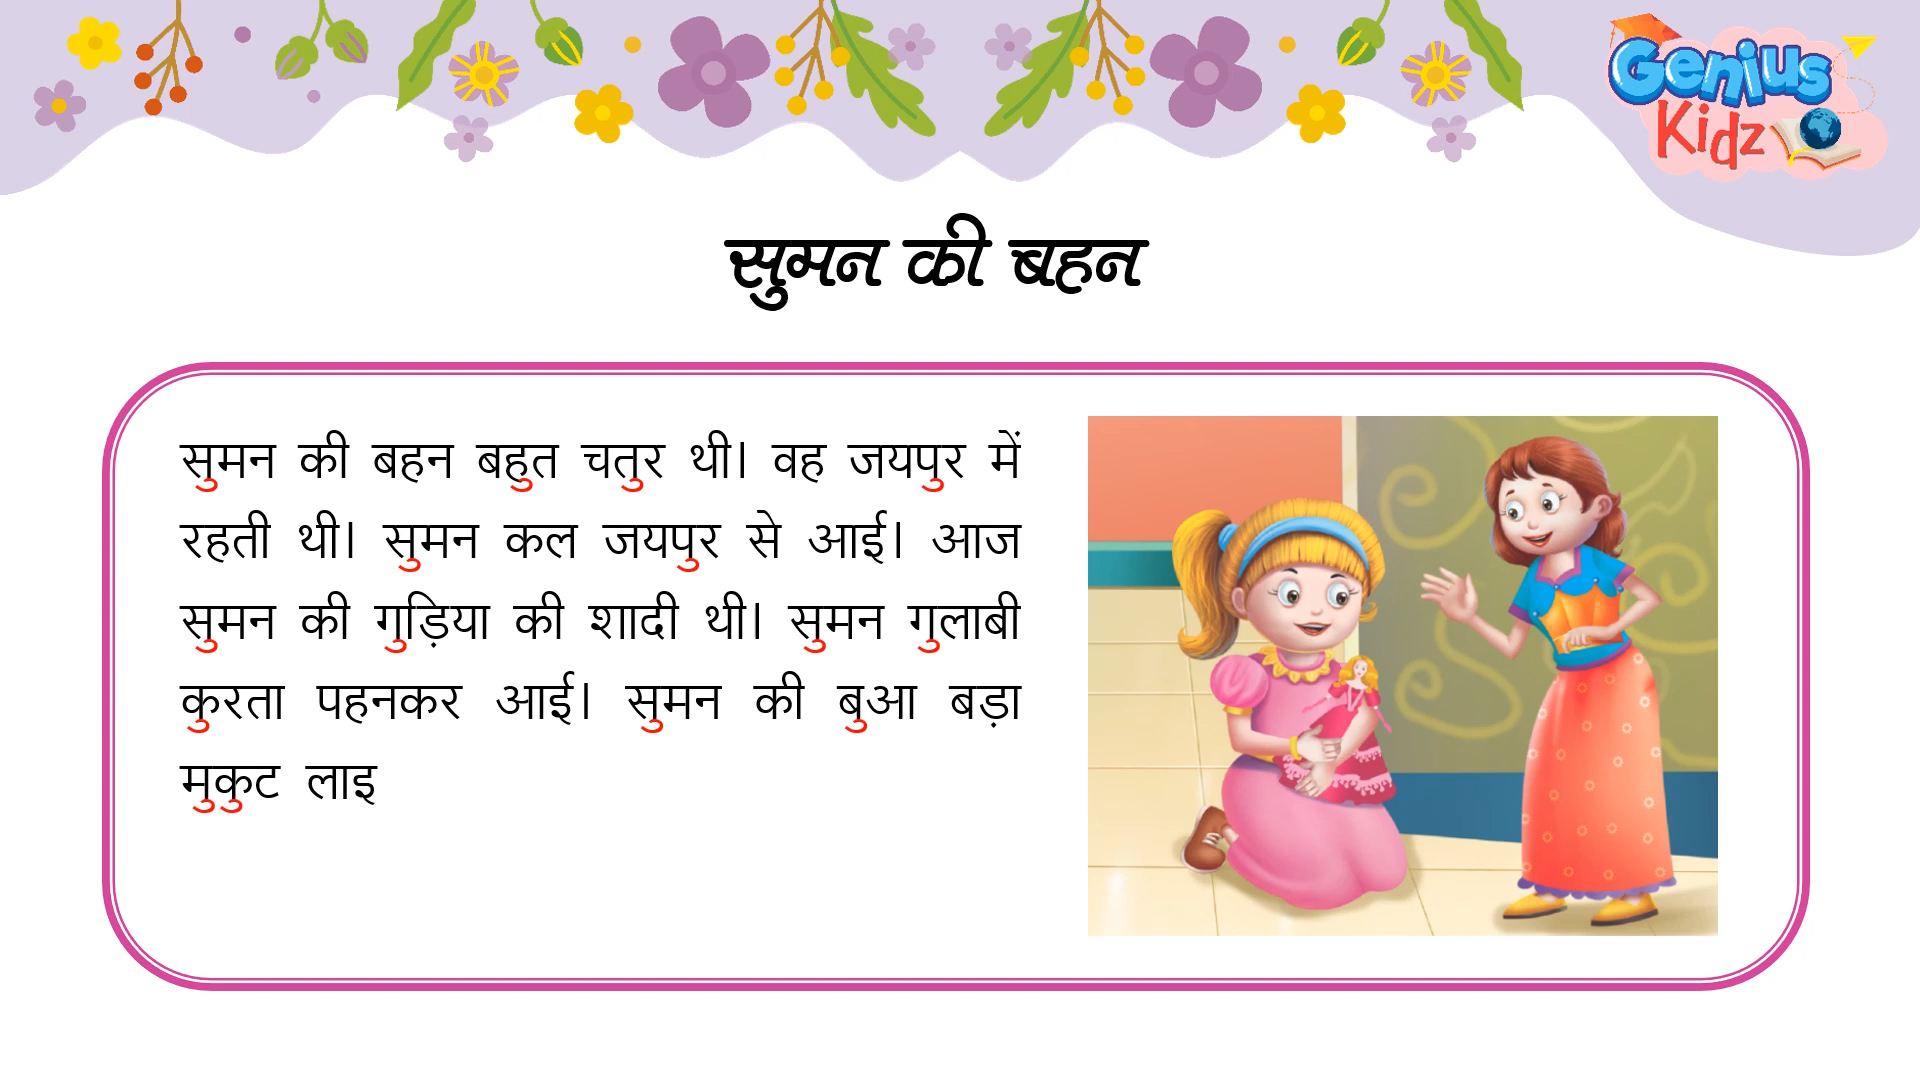 Genius
Kidz
सुमन की बहन
सुमन की बहन बहुत चतुर थी। वह जयपुर में
रहती थी। सुमन कल जयपुर से आई। आज
सुमन की गुड़िया की शादी थी। सुमन गुलाबी
कुरता पहनकर आई। सुमन की बुआ बड़ा
मुकुट लाइ